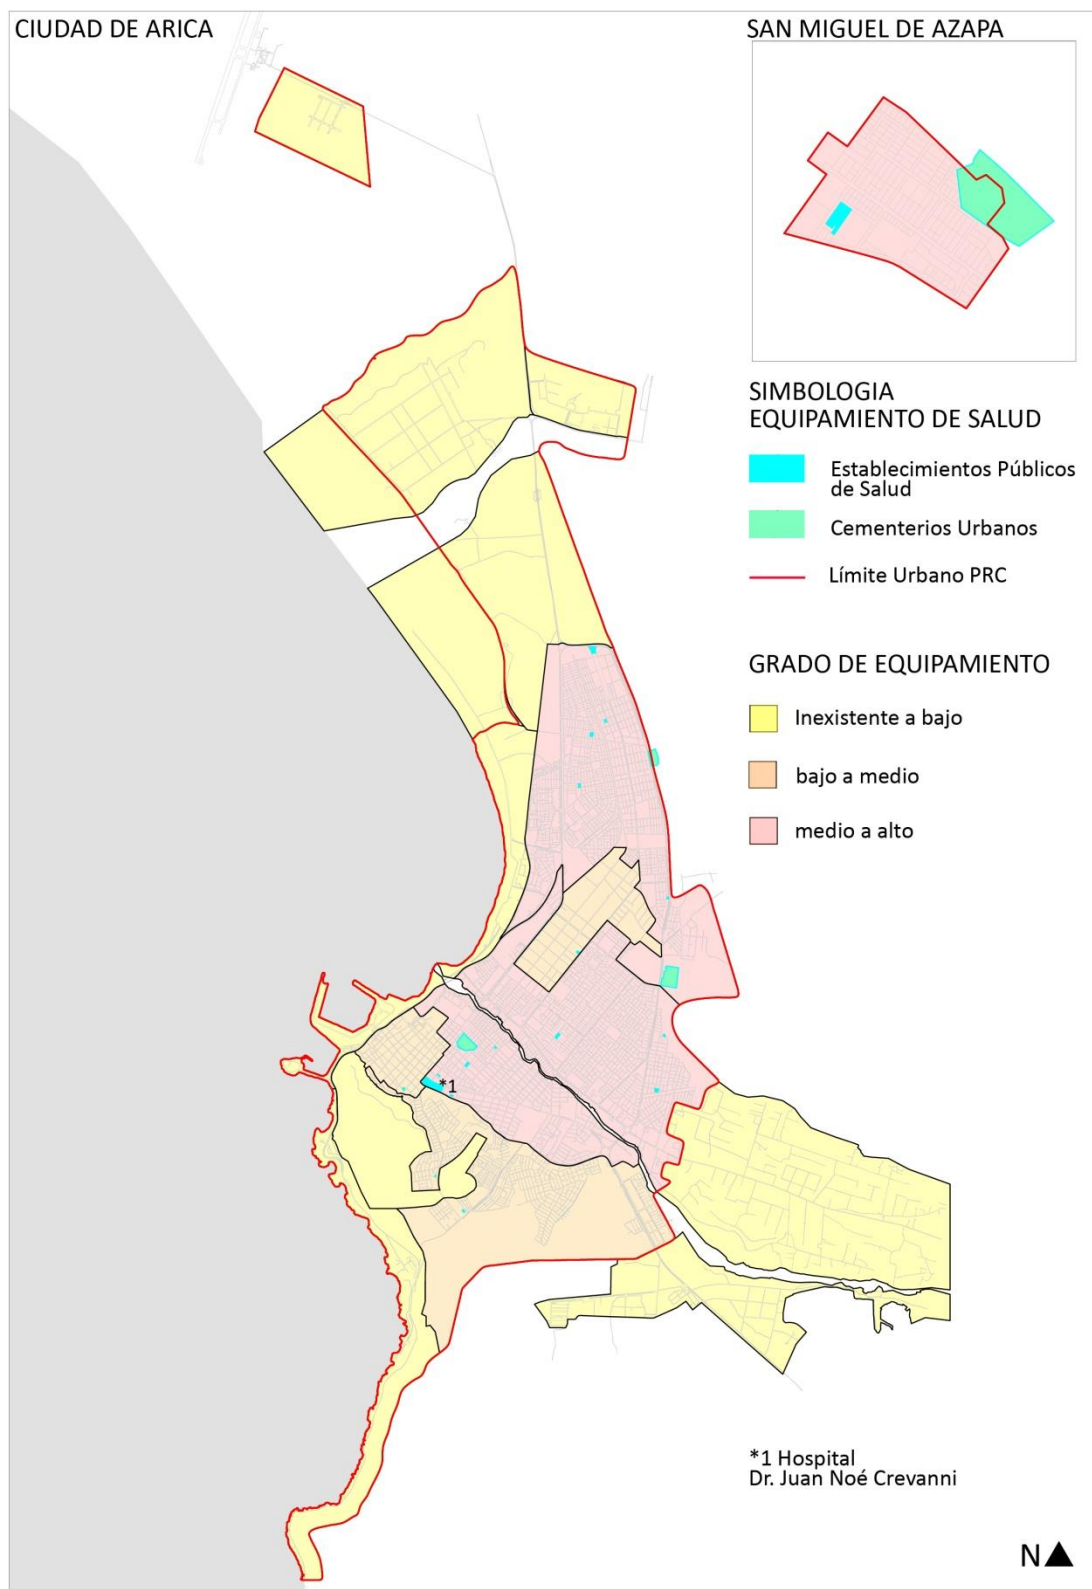 CIUDAD DE ARICA
SAN MIGUEL DE AZAPA
SIMBOLOGIA
EQUIPAMIENTO DE SALUD
Establecimientos Públicos
de Salud
Cementerios Urbanos
Límite Urbano PRC
GRADO DE EQUIPAMIENTO
Inexistente a bajo
bajo a medio
medio a alto
*1
*1 Hospital
Dr. Juan Noé Crevanni
N